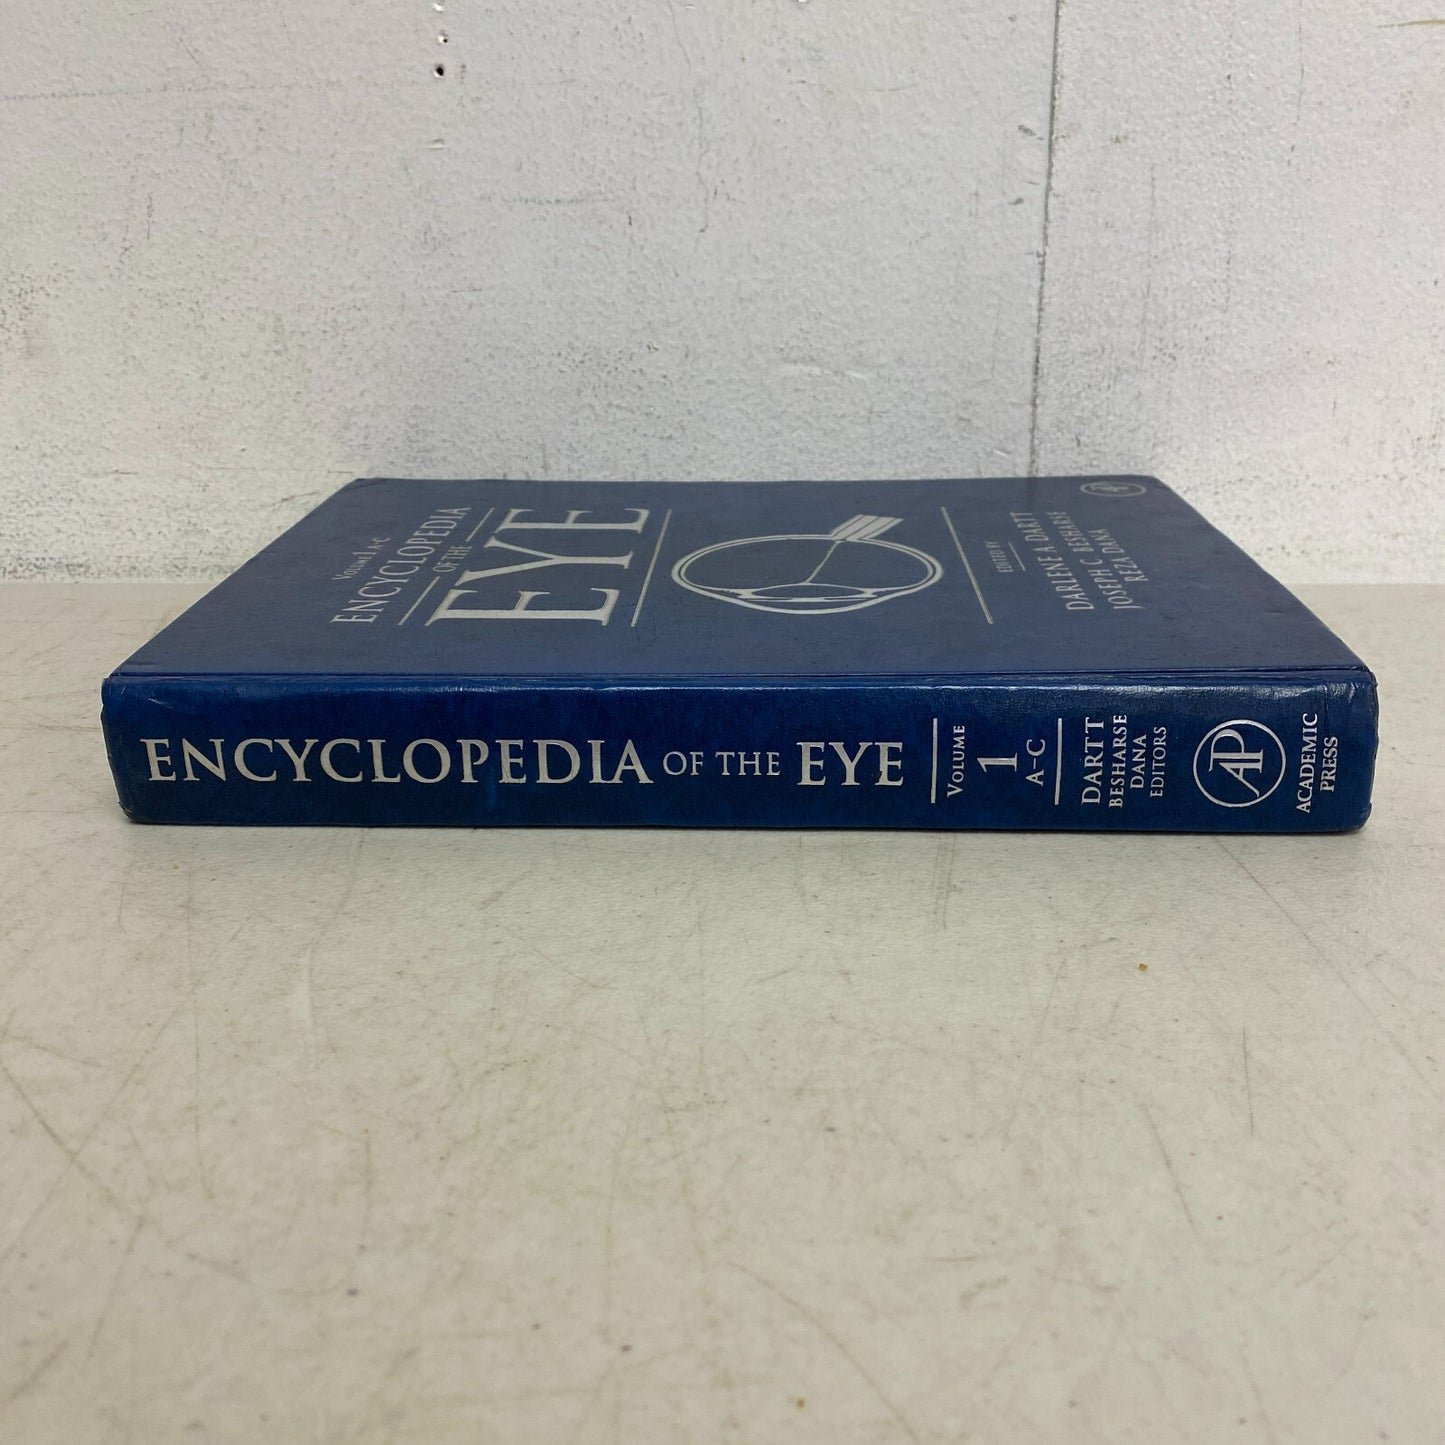 VOLUME 1 A-C
ENCYCLOPEDIA
OF THE
EYE
EDITED BY
DARLENE A DARTT
JOSEPH C BESHARSE
REZA DANA
AP
ENCYCLOPEDIA OF THE EYE
VOLUME
1
A-C
DARTT
BESHARSE
DANA
EDITORS
AP
ACADEMIC
PRESS